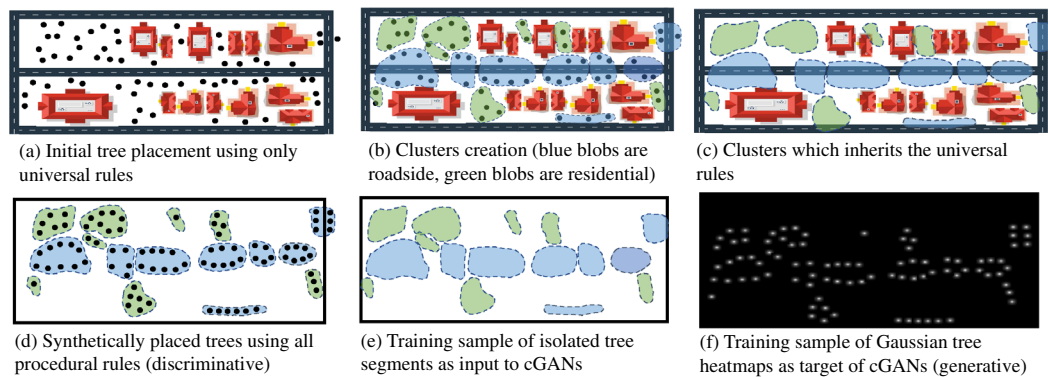 (a) Initial tree placement using only
universal rules
(b) Clusters creation (blue blobs are
roadside, green blobs are residential)
(c) Clusters which inherits the universal
rules
(d) Synthetically placed trees using all
procedural rules (discriminative)
(e) Training sample of isolated tree
segments as input to cGANs
(f) Training sample of Gaussian tree
heatmaps as target of cGANs (generative)